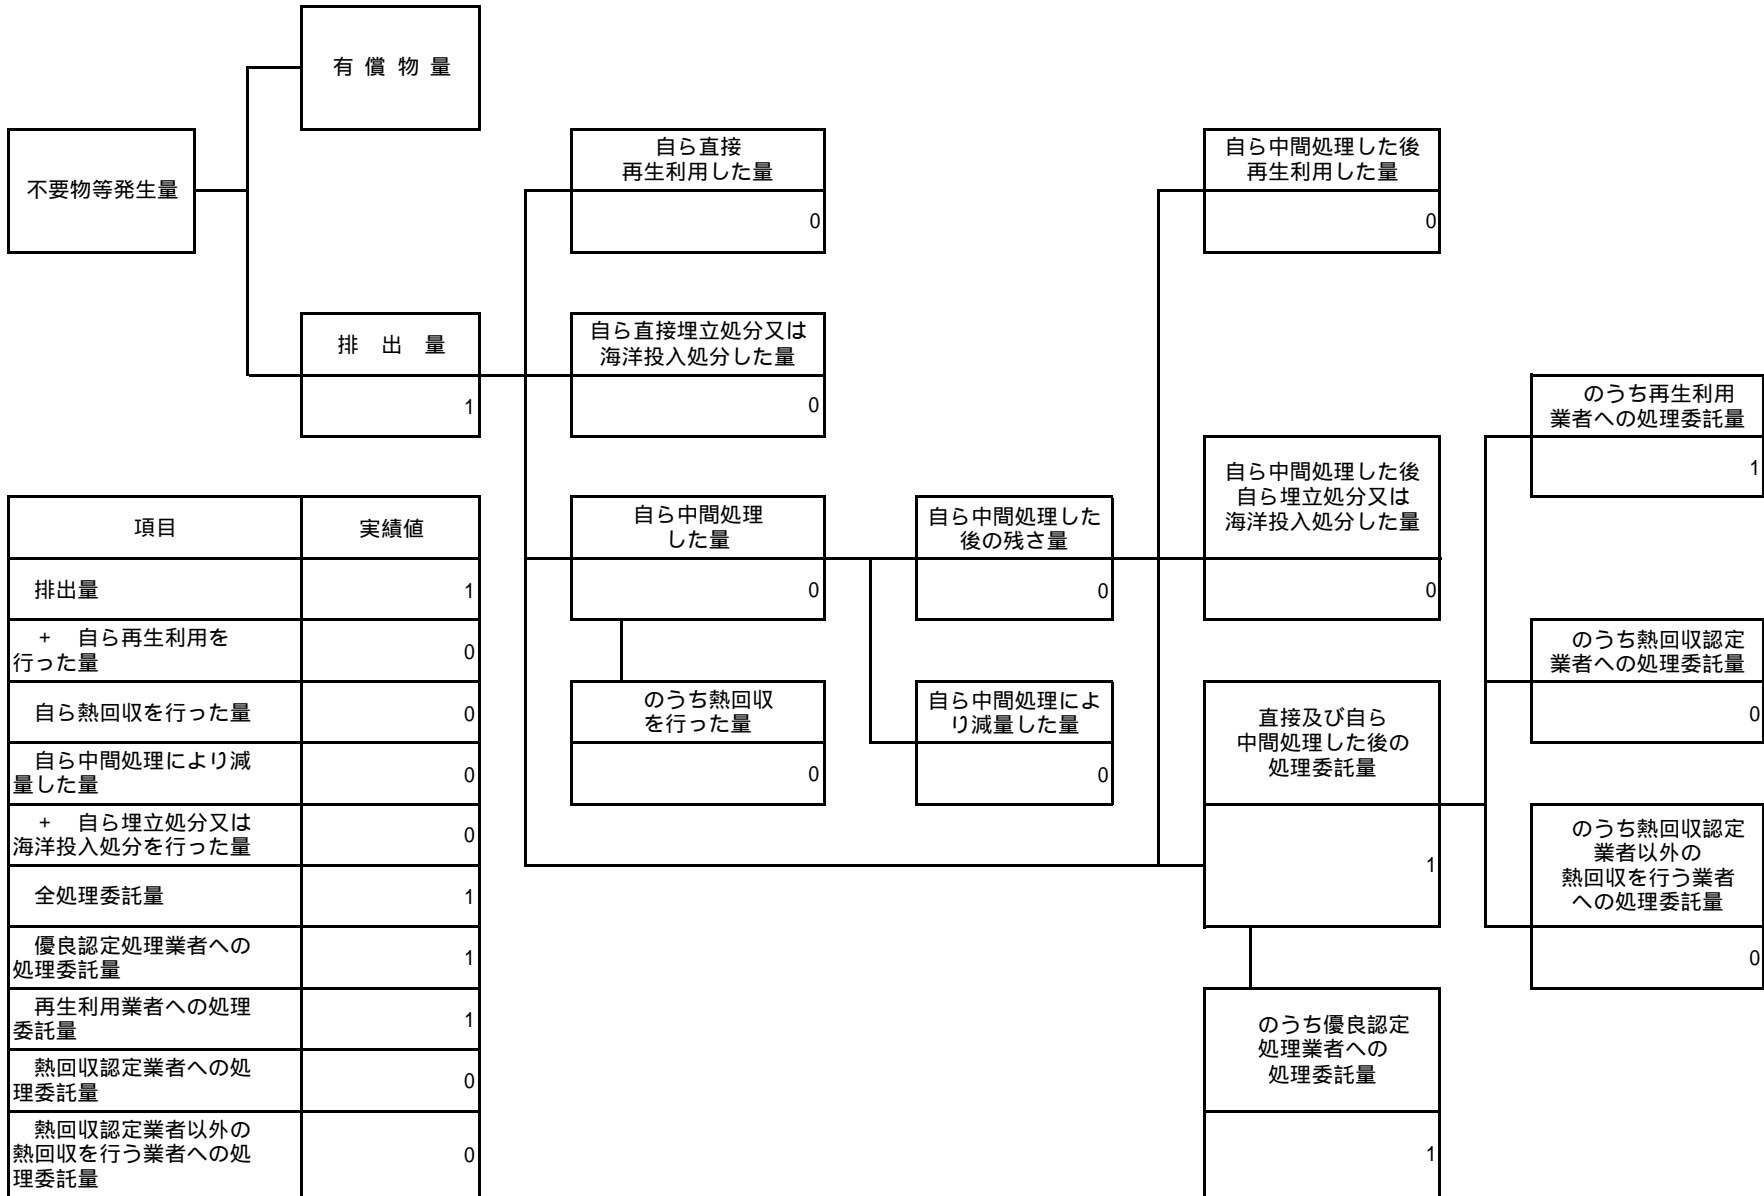 有 償 物 量
不要物等発生量
排 出 量
1
自ら直接
再生利用した量
0
自ら直接埋立処分又は
海洋投入処分した量
0
自ら中間処理
した量
0
のうち熱回収
を行った量
0
自ら中間処理した
後の残さ量
0
自ら中間処理によ
り減量した量
0
自ら中間処理した後
再生利用した量
0
自ら中間処理した後
自ら埋立処分又は
海洋投入処分した量
0
直接及び自ら
中間処理した後の
処理委託量
1
のうち優良認定
処理業者への
処理委託量
1
のうち再生利用
業者への処理委託量
1
のうち熱回収認定
業者への処理委託量
0
のうち熱回収認定
業者以外の
熱回収を行う業者
への処理委託量
0
項目 実績値
排出量 1
+ 自ら再生利用を
行った量 0
自ら熱回収を行った量 0
自ら中間処理により減
量した量 0
+ 自ら埋立処分又は
海洋投入処分を行った量 0
全処理委託量 1
優良認定処理業者への
処理委託量 1
再生利用業者への処理
委託量 1
熱回収認定業者への処
理委託量 0
熱回収認定業者以外の
熱回収を行う業者への処
理委託量 0